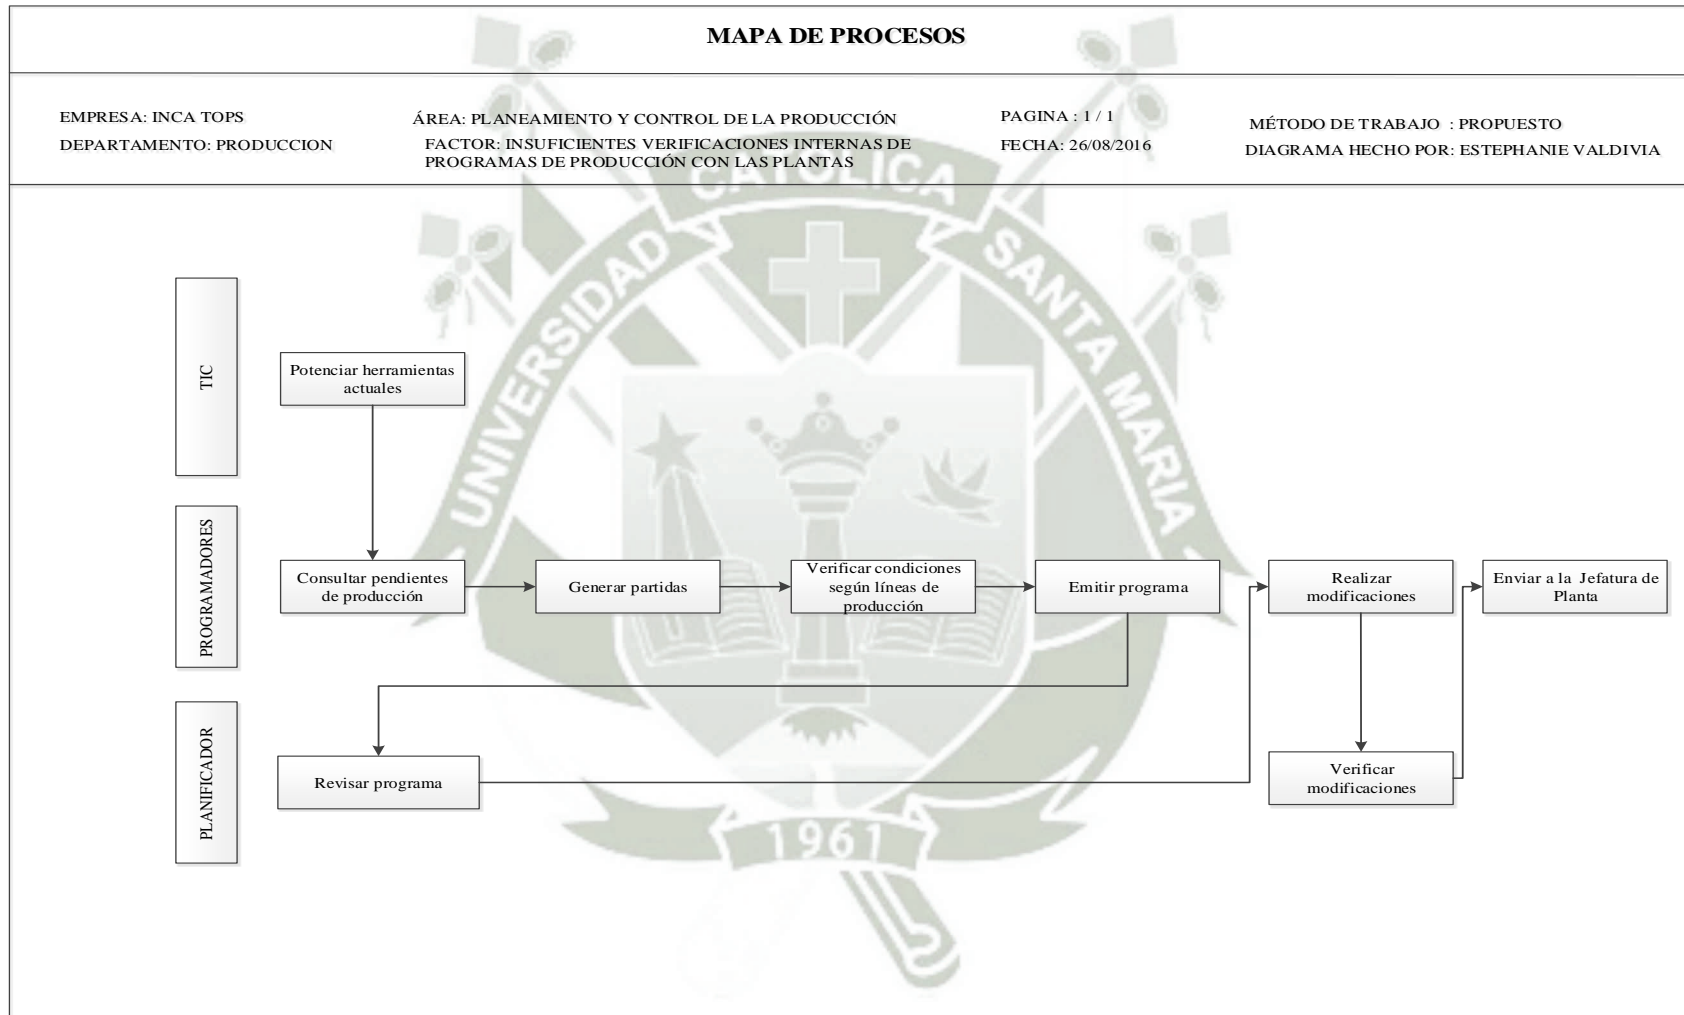 MAPA DE PROCESOS
EMPRESA: INCA TOPS
DEPARTAMENTO: PRODUCCION
ÁREA: PLANEAMIENTO Y CONTROL DE LA PRODUCCIÓN
FACTOR: INSUFICIENTES VERIFICACIONES INTERNAS DE
PROGRAMAS DE PRODUCCIÓN CON LAS PLANTAS
PAGINA : 1 / 1
FECHA: 26/08/2016
MÉTODO DE TRABAJO : PROPUESTO
DIAGRAMA HECHO POR: ESTEPHANIE VALDIVIA
UNIVERSIDAD
CATOLICA
SANTA MARIA
TIC
Potenciar herramientas
actuales
PROGRAMADORES
Consultar pendientes
de producción
Generar partidas
Verificar condiciones
según líneas de
producción
Emitir programa
Realizar
modificaciones
Enviar a la Jefatura de
Planta
PLANIFICADOR
Revisar programa
Verificar
modificaciones
1961